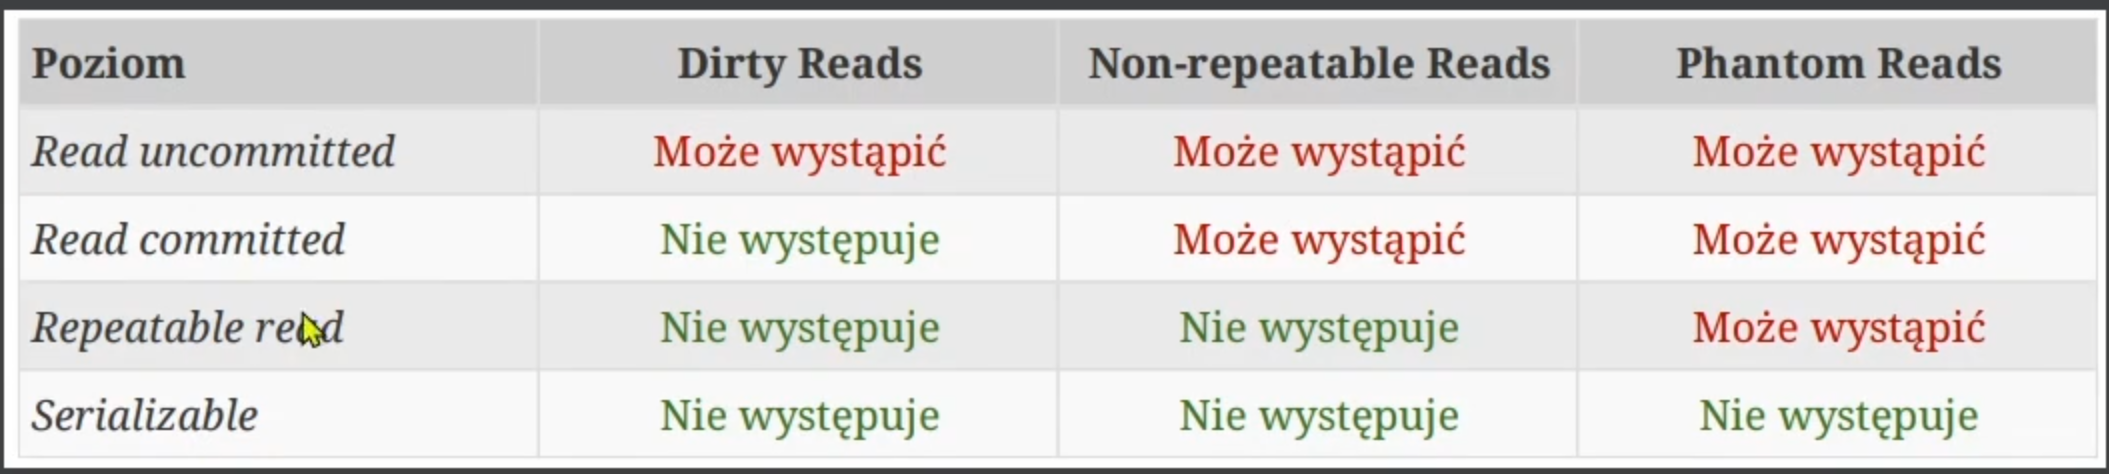 Poziom Dirty Reads Non-repeatable Reads Phantom Reads
Read uncommitted Może wystąpić Może wystąpić Może wystąpić
Read committed Nie występuje Może wystąpić Może wystąpić
Repeatable read Nie występuje Nie występuje Może wystąpić
Serializable Nie występuje Nie występuje Nie występuje